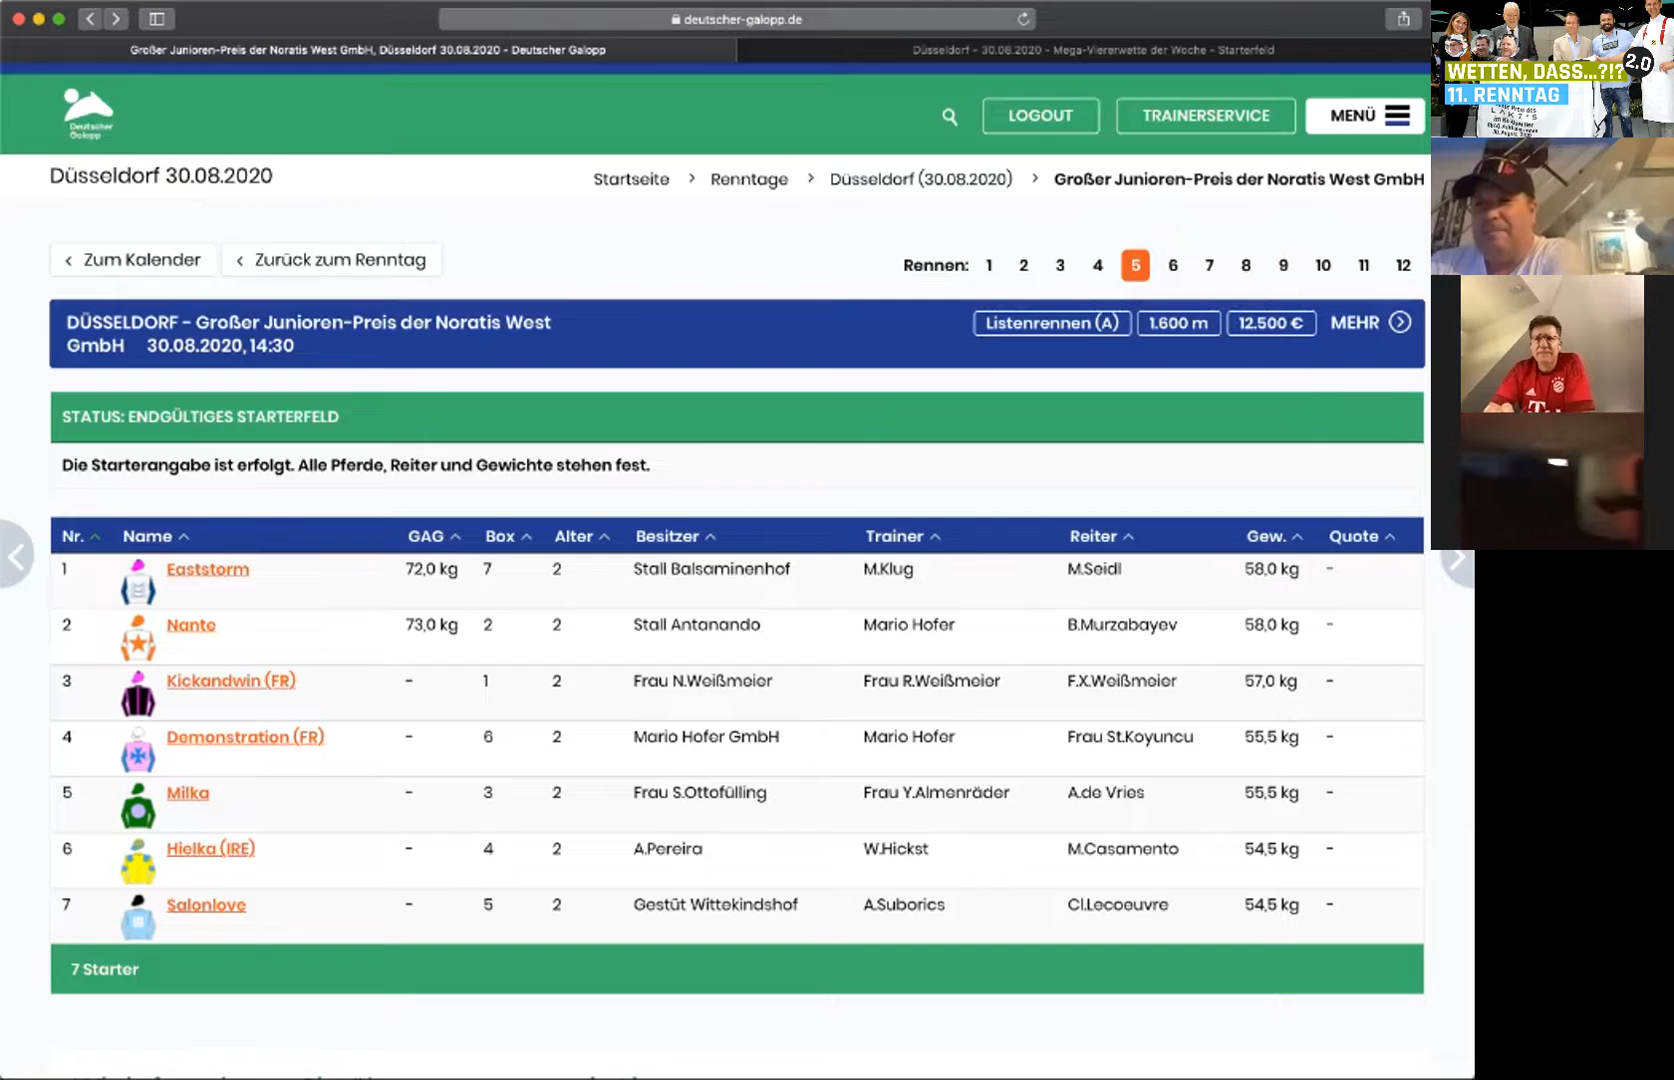 deutscher-galopp.de
Großer Junioren-Preis der Noratis West GmbH, Düsseldorf 30.08.2020 - Deutscher Galopp
Düsseldorf - 30.08.2020 - Mega-Viererwette der Woche - Starterfeld
WETTEN, DASS...?!? 2.0
11. RENNTAG
Deutscher
Galopp
LOGOUT
TRAINERSERVICE
MENÜ
Düsseldorf 30.08.2020
Startseite > Renntage > Düsseldorf (30.08.2020) > Großer Junioren-Preis der Noratis West GmbH
< Zum Kalender
< Zurück zum Renntag
Rennen: 1 2 3 4 5 6 7 8 9 10 11 12
DÜSSELDORF - Großer Junioren-Preis der Noratis West
GmbH 30.08.2020, 14:30
Listenrennen (A) 1.600 m 12.500 € MEHR
STATUS: ENDGÜLTIGES STARTERFELD
Die Starterangabe ist erfolgt. Alle Pferde, Reiter und Gewichte stehen fest.
Nr. Name GAG Box Alter Besitzer Trainer Reiter Gew. Quote
1 Eaststorm 72,0 kg 7 2 Stall Balsaminenhof M.Klug M.Seidl 58,0 kg -
2 Nante 73,0 kg 2 2 Stall Antanando Mario Hofer B.Murzabayev 58,0 kg -
3 Kickandwin (FR) - 1 2 Frau N.Weißmeier Frau R.Weißmeier F.X.Weißmeier 57,0 kg -
4 Demonstration (FR) - 6 2 Mario Hofer GmbH Mario Hofer Frau St.Koyuncu 55,5 kg -
5 Milka - 3 2 Frau S.Ottofülling Frau Y.Almenräder A.de Vries 55,5 kg -
6 Hielka (IRE) - 4 2 A.Pereira W.Hickst M.Casamento 54,5 kg -
7 Salonlove - 5 2 Gestüt Wittekindshof A.Suborics Cl.Lecoeuvre 54,5 kg -
7 Starter